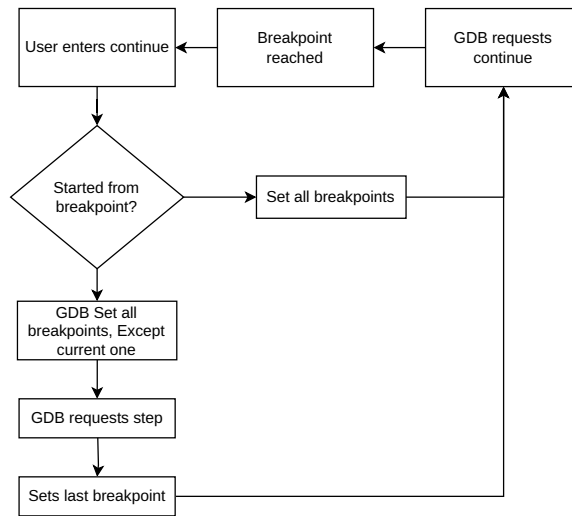 User enters continue
Breakpoint
reached
GDB requests
continue
Started from
breakpoint?
Set all breakpoints
GDB Set all
breakpoints, Except
current one
GDB requests step
Sets last breakpoint